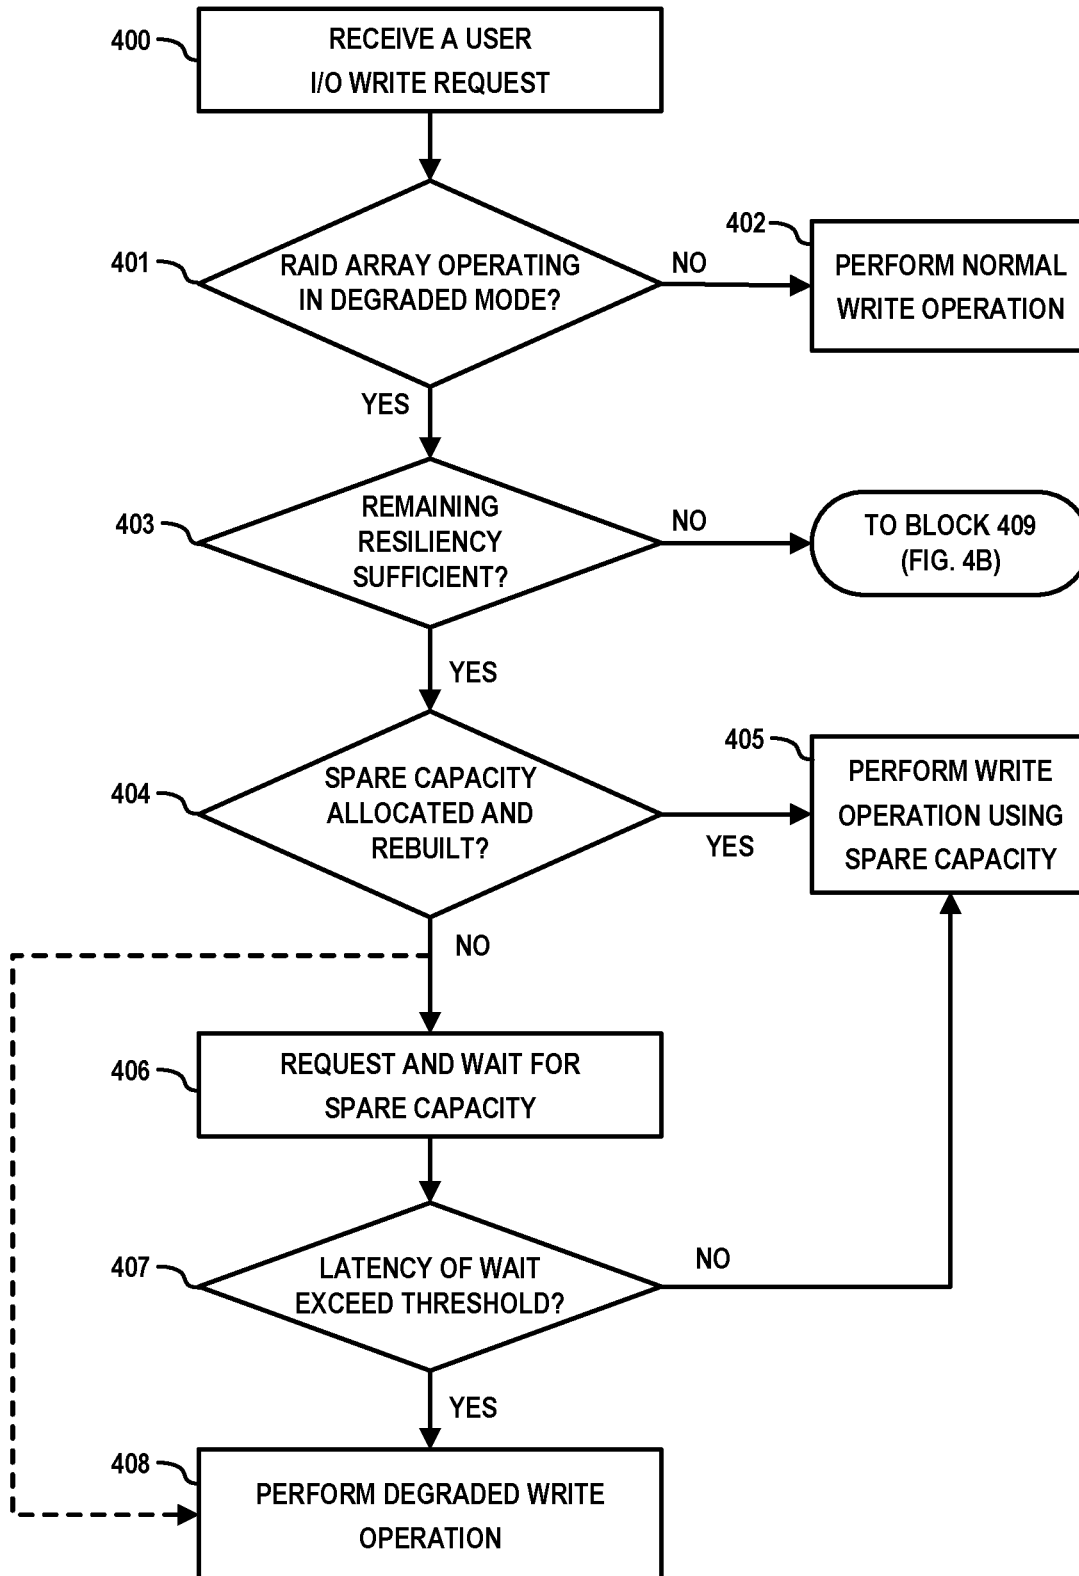 400
RECEIVE A USER
I/O WRITE REQUEST
401
RAID ARRAY OPERATING
IN DEGRADED MODE?
NO
402
PERFORM NORMAL
WRITE OPERATION
YES
403
REMAINING
RESILIENCY
SUFFICIENT?
NO
TO BLOCK 409
(FIG. 4B)
YES
404
SPARE CAPACITY
ALLOCATED AND
REBUILT?
YES
405
PERFORM WRITE
OPERATION USING
SPARE CAPACITY
NO
406
REQUEST AND WAIT FOR
SPARE CAPACITY
407
LATENCY OF WAIT
EXCEED THRESHOLD?
NO
YES
408
PERFORM DEGRADED WRITE
OPERATION